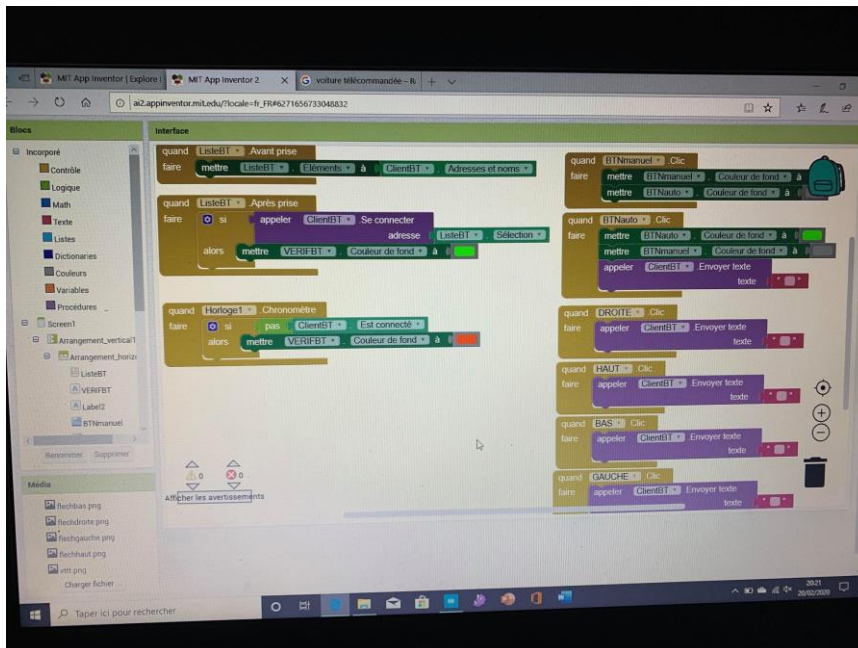 MIT App Inventor | Explore
MIT App Inventor 2
voiture télécommandée
ai2.appinventor.mit.edu/?locale=fr_FR#6271656733048832
Blocs
Interface
Incorporé
Contrôle
Logique
Math
Texte
Listes
Dictionaries
Couleurs
Variables
Procédures
Screen1
Arrangement_vertical1
Arrangement_horizo
ListeBT
VERIFBT
Label2
BTNmanuel
Renommer Supprimer
Média
flechbas.png
flechdroite.png
flechgauche.png
flechhaut.png
Charger fichier
quand ListeBT Avant prise
faire mettre ListeBT . Éléments à ClientBT . Adresses et noms
quand ListeBT .Après prise
faire si appeler ClientBT .Se connecter
adresse ListeBT . Sélection
alors mettre VERIFBT . Couleur de fond à
quand Horloge1 .Chronomètre
faire si pas ClientBT . Est connecté
alors mettre VERIFBT . Couleur de fond à
0 0
Afficher les avertissements
quand BTNmanuel .Clic
faire mettre BTNmanuel . Couleur de fond à
mettre BTNauto . Couleur de fond à
quand BTNauto .Clic
faire mettre BTNauto . Couleur de fond à
mettre BTNmanuel . Couleur de fond à
appeler ClientBT .Envoyer texte
texte " "
quand DROITE .Clic
faire appeler ClientBT .Envoyer texte
texte " "
quand HAUT .Clic
faire appeler ClientBT .Envoyer texte
texte " "
quand BAS .Clic
faire appeler ClientBT .Envoyer texte
texte " "
quand GAUCHE .Clic
faire appeler ClientBT .Envoyer texte
texte " "
Taper ici pour rechercher
20:21
20/02/2020